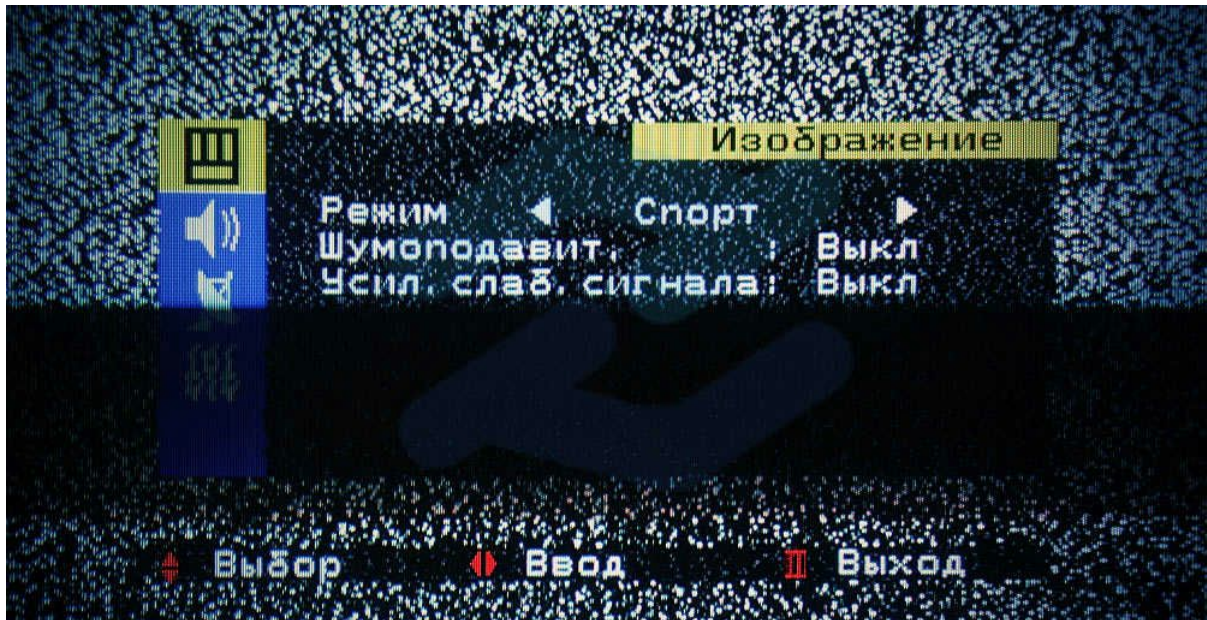 Изображение
Режим Спорт
Шумоподавит. : Выкл
Усил. слаб. сигнала: Выкл
Выбор Ввод Выход